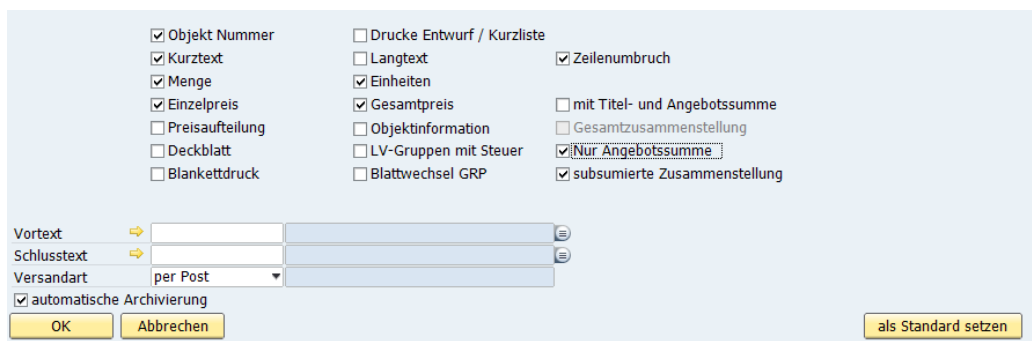 Objekt Nummer Drucke Entwurf / Kurzliste
Kurztext Langtext Zeilenumbruch
Menge Einheiten
Einzelpreis Gesamtpreis mit Titel- und Angebotssumme
Preisaufteilung Objektinformation Gesamtzusammenstellung
Deckblatt LV-Gruppen mit Steuer Nur Angebotssumme
Blankettdruck Blattwechsel GRP subsumierte Zusammenstellung
Vortext
Schlusstext
Versandart per Post
automatische Archivierung
OK Abbrechen als Standard setzen